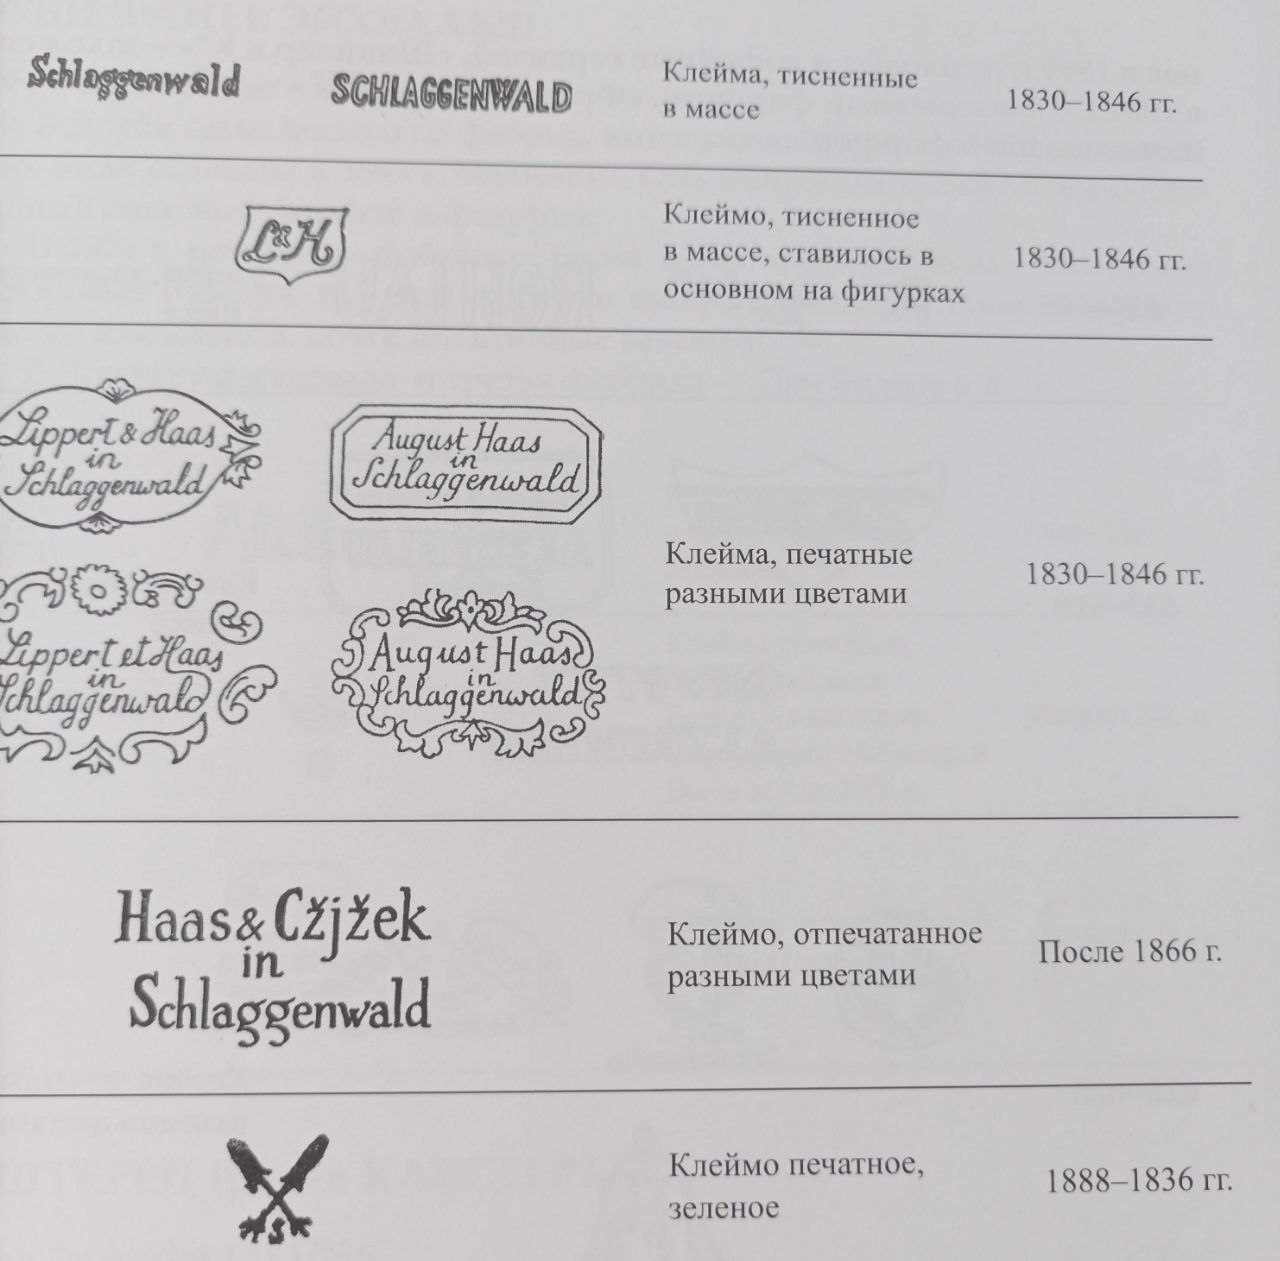 Schlaggenwald
SCHLAGGENWALD
Клейма, тисненные
в массе
1830–1846 гг.
L&H
Клеймо, тисненное
в массе, ставилось в
основном на фигурках
1830–1846 гг.
Lippert & Haas
in
Schlaggenwald
August Haas
in
Schlaggenwald
Lippert et Haas
in
Schlaggenwald
August Haas
in
Schlaggenwald
Клейма, печатные
разными цветами
1830–1846 гг.
Haas & Cžjžek
in
Schlaggenwald
Клеймо, отпечатанное
разными цветами
После 1866 г.
S
Клеймо печатное,
зеленое
1888–1836 гг.